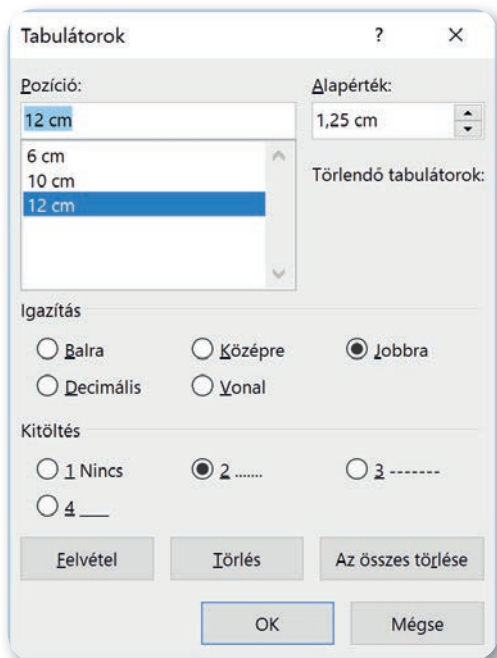 Tabulátorok ? ×
Pozíció: Alapérték:
12 cm 1,25 cm
6 cm
10 cm
12 cm
Törlendő tabulátorok:
Igazítás
Balra Középre Jobbra
Decimális Vonal
Kitöltés
1 Nincs 2 ....... 3 -------
4 ___
Felvétel Törlés Az összes törlése
OK Mégse